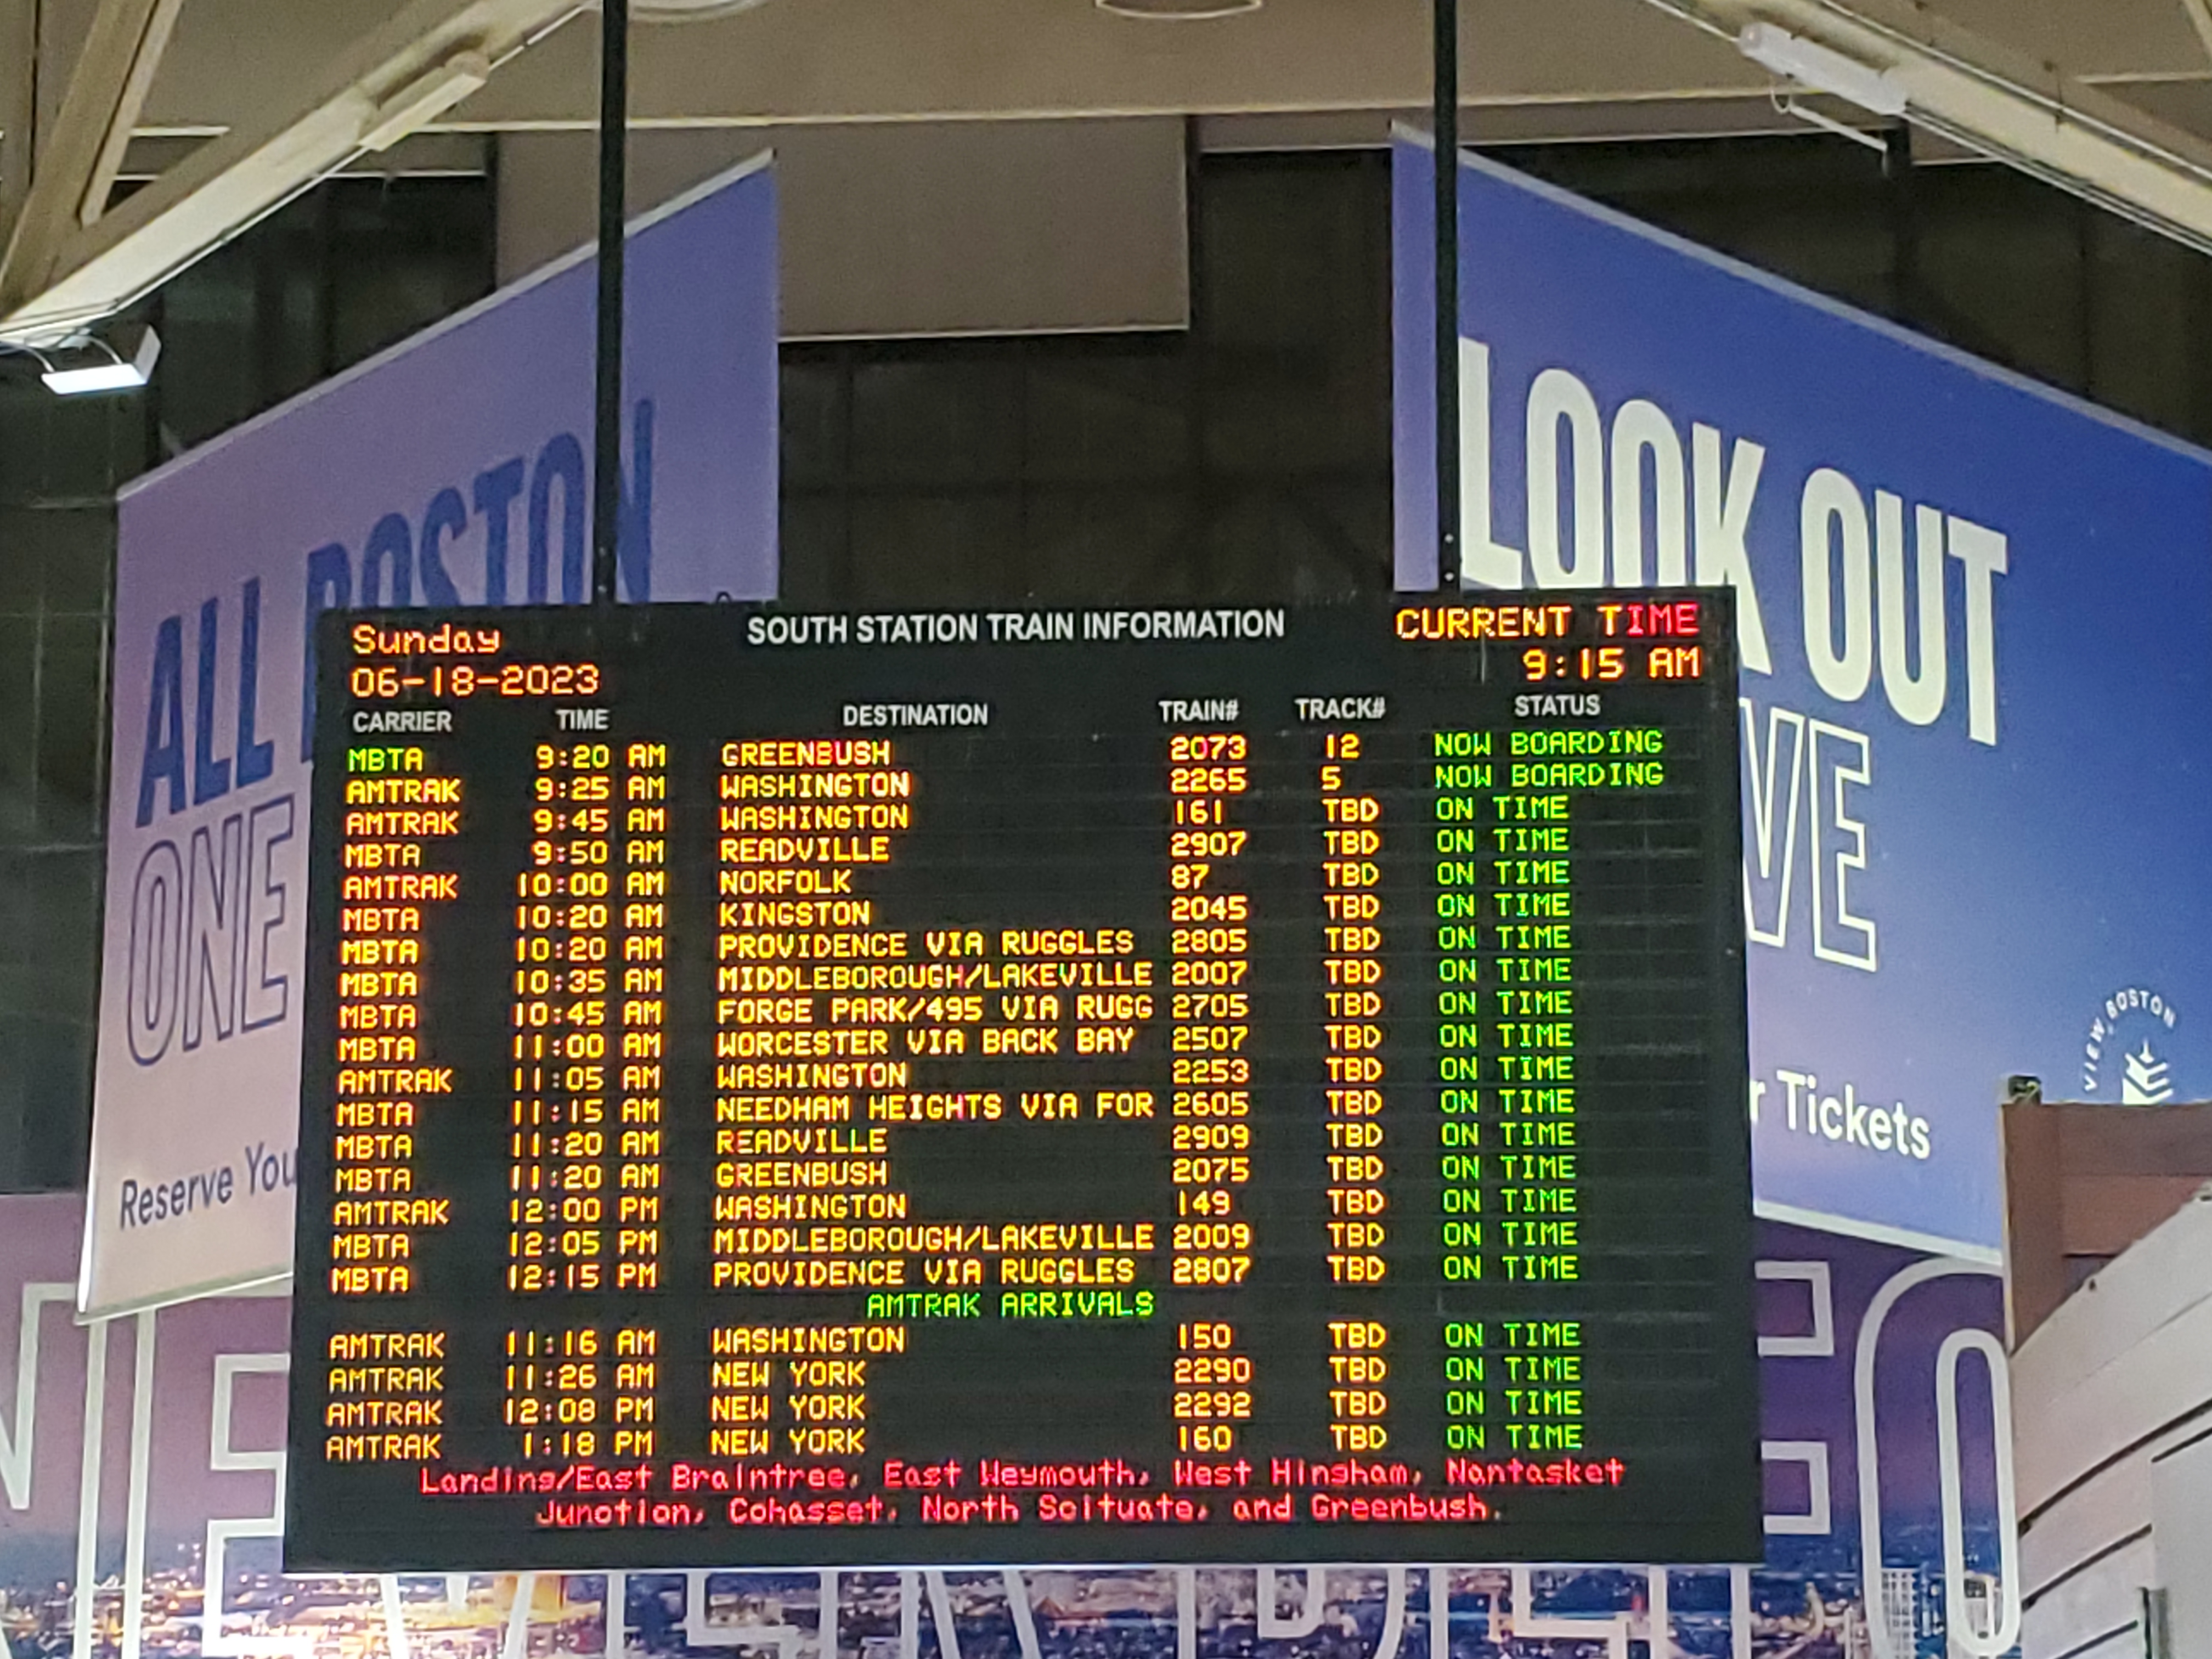 ALL BOSTON
ONE
Reserve You
LOOK OUT
VE
r Tickets
VIEW BOSTON
Sunday
06-18-2023
SOUTH STATION TRAIN INFORMATION
CURRENT TIME
9:15 AM
CARRIER TIME DESTINATION TRAIN# TRACK# STATUS
MBTA 9:20 AM GREENBUSH 2073 12 NOW BOARDING
AMTRAK 9:25 AM WASHINGTON 2265 5 NOW BOARDING
AMTRAK 9:45 AM WASHINGTON 161 TBD ON TIME
MBTA 9:50 AM READVILLE 2907 TBD ON TIME
AMTRAK 10:00 AM NORFOLK 87 TBD ON TIME
MBTA 10:20 AM KINGSTON 2045 TBD ON TIME
MBTA 10:20 AM PROVIDENCE VIA RUGGLES 2805 TBD ON TIME
MBTA 10:35 AM MIDDLEBOROUGH/LAKEVILLE 2007 TBD ON TIME
MBTA 10:45 AM FORGE PARK/495 VIA RUGG 2705 TBD ON TIME
MBTA 11:00 AM WORCESTER VIA BACK BAY 2507 TBD ON TIME
AMTRAK 11:05 AM WASHINGTON 2253 TBD ON TIME
MBTA 11:15 AM NEEDHAM HEIGHTS VIA FOR 2605 TBD ON TIME
MBTA 11:20 AM READVILLE 2909 TBD ON TIME
MBTA 11:20 AM GREENBUSH 2075 TBD ON TIME
AMTRAK 12:00 PM WASHINGTON 149 TBD ON TIME
MBTA 12:05 PM MIDDLEBOROUGH/LAKEVILLE 2009 TBD ON TIME
MBTA 12:15 PM PROVIDENCE VIA RUGGLES 2807 TBD ON TIME
AMTRAK ARRIVALS
AMTRAK 11:16 AM WASHINGTON 150 TBD ON TIME
AMTRAK 11:26 AM NEW YORK 2290 TBD ON TIME
AMTRAK 12:08 PM NEW YORK 2292 TBD ON TIME
AMTRAK 1:18 PM NEW YORK 160 TBD ON TIME
Landing/East Braintree, East Weymouth, West Hingham, Nantasket
Junction, Cohasset, North Scituate, and Greenbush.